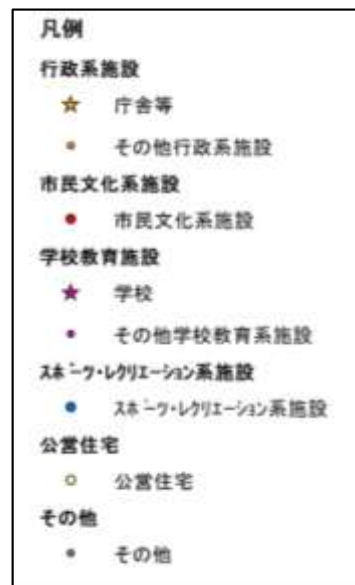 凡例
行政系施設
庁舎等
その他行政系施設
市民文化系施設
市民文化系施設
学校教育施設
学校
その他学校教育系施設
スポーツ・レクリエーション系施設
スポーツ・レクリエーション系施設
公営住宅
公営住宅
その他
その他